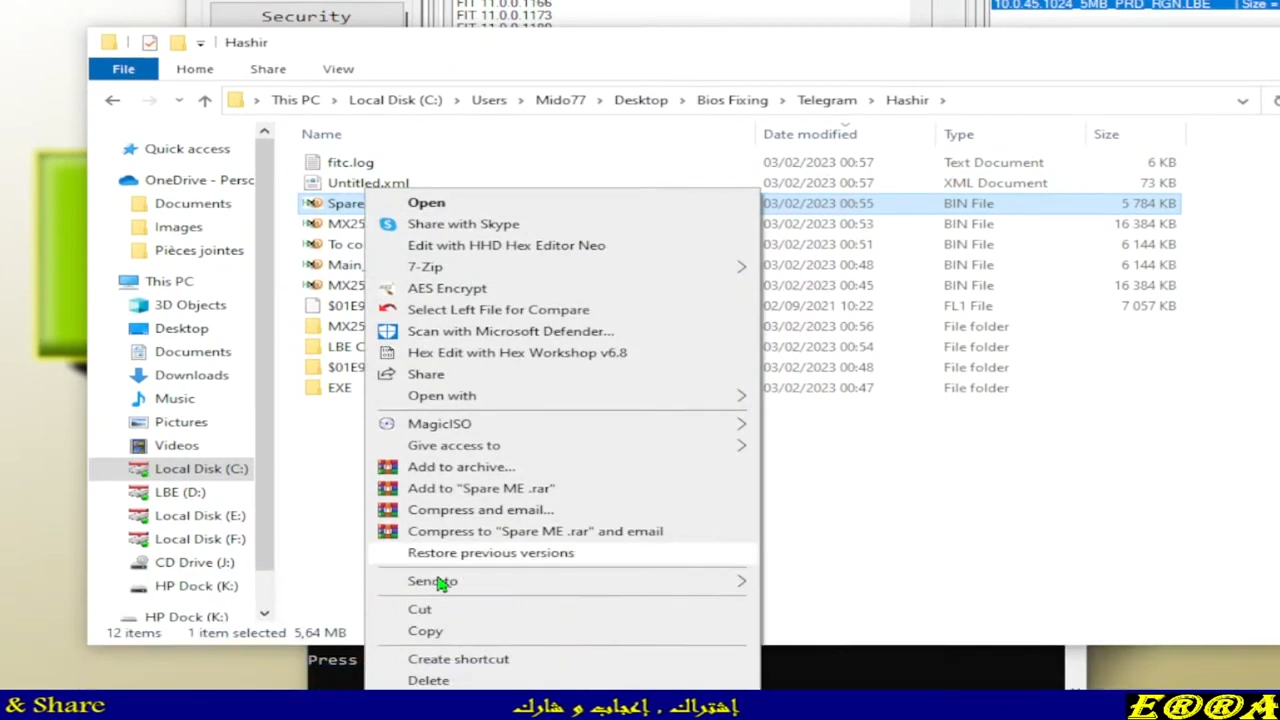 Security
FIT 11.0.0.1166
FIT 11.0.0.1173
10.0.45.1024_5MB_PRD_RGN.LBE | Size =
Hashir
File Home Share View
This PC > Local Disk (C:) > Users > Mido77 > Desktop > Bios Fixing > Telegram > Hashir >
Name Date modified Type Size
Quick access
OneDrive - Perso
Documents
Images
Pièces jointes
This PC
3D Objects
Desktop
Documents
Downloads
Music
Pictures
Videos
Local Disk (C:)
LBE (D:)
Local Disk (E:)
Local Disk (F:)
CD Drive (J:)
HP Dock (K:)
HP Dock (K:)
fitc.log 03/02/2023 00:57 Text Document 6 KB
Untitled.xml 03/02/2023 00:57 XML Document 73 KB
Spare 03/02/2023 00:55 BIN File 5 784 KB
MX25 03/02/2023 00:54 BIN File 16 384 KB
To co 03/02/2023 00:51 BIN File 6 144 KB
Main_ 03/02/2023 00:48 BIN File 6 144 KB
MX25 03/02/2023 00:45 BIN File 16 384 KB
$01E9 02/09/2021 10:22 FL1 File 7 057 KB
MX25 03/02/2023 00:56 File folder
LBE C 03/02/2023 00:54 File folder
$01E9 03/02/2023 00:48 File folder
EXE 03/02/2023 00:47 File folder
Open
Share with Skype
Edit with HHD Hex Editor Neo
7-Zip
AES Encrypt
Select Left File for Compare
Scan with Microsoft Defender...
Hex Edit with Hex Workshop v6.8
Share
Open with
MagicISO
Give access to
Add to archive...
Add to "Spare ME .rar"
Compress and email...
Compress to "Spare ME .rar" and email
Restore previous versions
Send to
Cut
Copy
Create shortcut
Delete
12 items 1 item selected 5,64 MB
Press
& Share
إشتراك , إعجاب و شارك